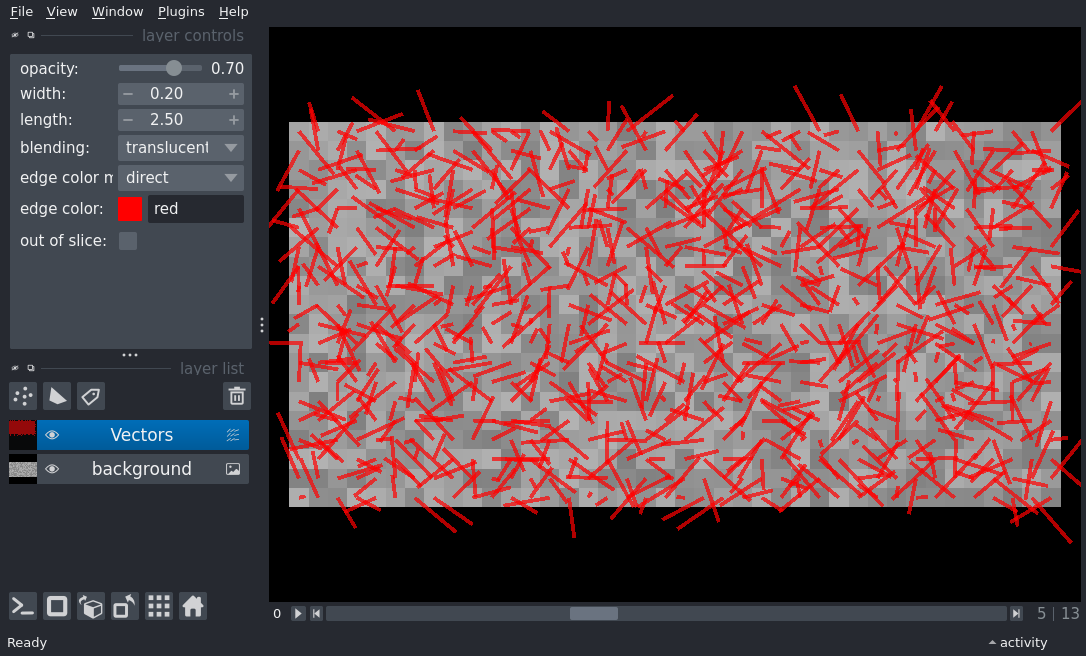 File View Window Plugins Help
layer controls
opacity: 0.70
width: 0.20
length: 2.50
blending: translucent
edge color m direct
edge color: red
out of slice:
layer list
Vectors
background
0 5 | 13
Ready activity